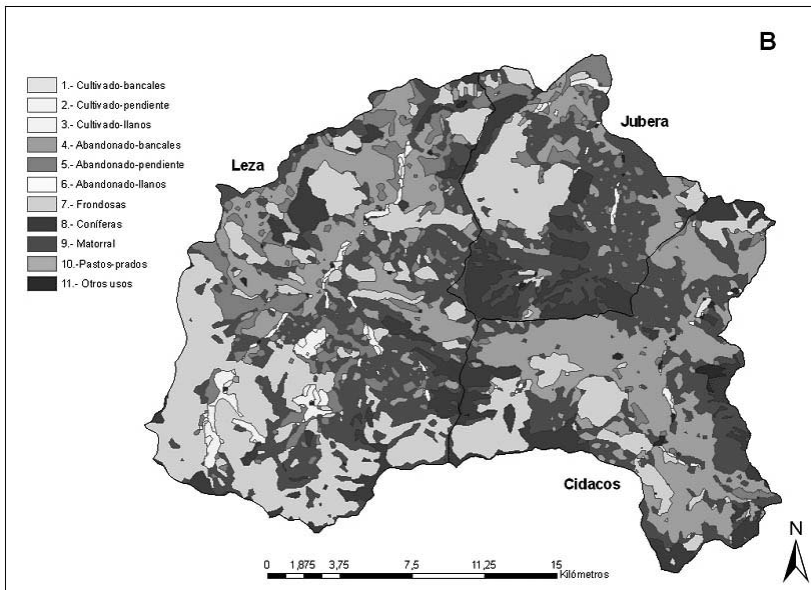 B
Jubera
Leza
1.- Cultivado-bancales
2.- Cultivado-pendiente
3.- Cultivado-llanos
4.- Abandonado-bancales
5.- Abandonado-pendiente
6.- Abandonado-llanos
7.- Frondosas
8.- Coníferas
9.- Matorral
10.-Pastos-prados
11.- Otros usos
Cidacos
N
0 1,875 3,75 7,5 11,25 15
Kilómetros